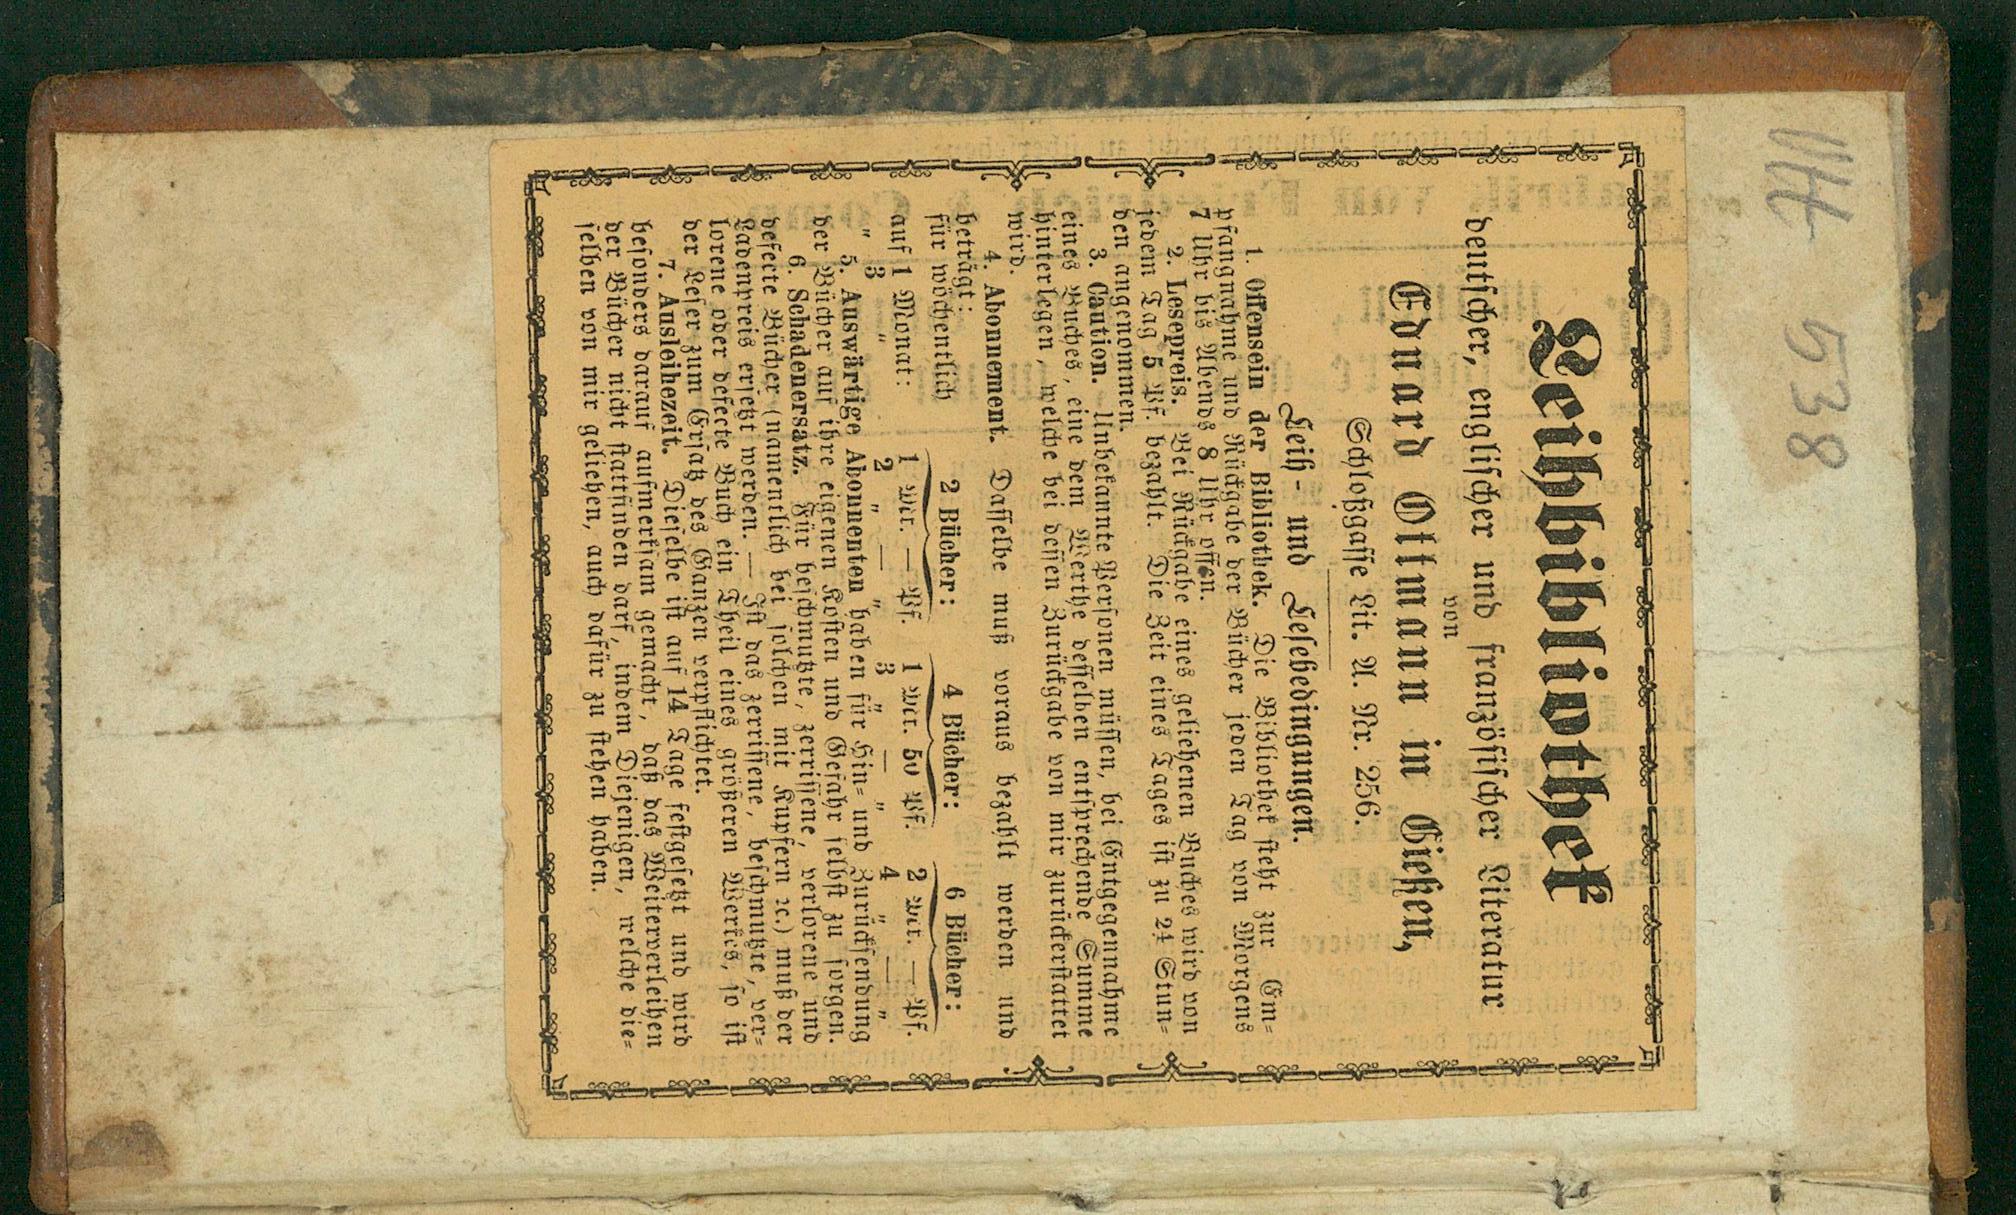 Leihbibliothek
deutscher, englischer und französischer Literatur
von
Eduard Ottmann in Gießen,
Schloßgasse Lit. A. Nr. 256.
Leih- und Lesebedingungen.
1. Offensein der Bibliothek. Die Bibliothek steht zur Em-
pfangnahme und Rückgabe der Bücher jeden Tag von Morgens
7 Uhr bis Abends 8 Uhr offen.
2. Lesepreis. Bei Rückgabe eines geliehenen Buches wird von
jedem Tag 5 Pf. bezahlt. Die Zeit eines Tages ist zu 24 Stun-
den angenommen.
3. Caution. Unbekannte Personen müssen, bei Entgegennahme
eines Buches, eine dem Werthe desselben entsprechende Summe
hinterlegen, welche bei dessen Zurückgabe von mir zurückerstattet
wird.
4. Abonnement. Dasselbe muß voraus bezahlt werden und
beträgt:
für wöchentlich 2 Bücher: 4 Bücher: 6 Bücher:
auf 1 Monat: 1 Mr. — Pf. 1 Mr. 50 Pf. 2 Mr. — Pf.
" 3 " 2 " — " 3 " — " 4 " — "
5. Auswärtige Abonnenten haben für Hin- und Zurücksendung
der Bücher auf ihre eigenen Kosten und Gefahr selbst zu sorgen.
6. Schadenersatz. Für beschmutzte, zerrissene, verlorene und
defecte Bücher (namentlich bei solchen mit Kupfern ꝛc.) muß der
Ladenpreis ersetzt werden. — Ist das zerrissene, beschmutzte, ver-
lorene oder defecte Buch ein Theil eines größeren Werkes, so ist
der Leser zum Ersatz des Ganzen verpflichtet.
7. Ausleihezeit. Dieselbe ist auf 14 Tage festgesetzt und wird
besonders darauf aufmerksam gemacht, daß das Weiterverleihen
der Bücher nicht stattfinden darf, indem Diejenigen, welche die-
selben von mir geliehen, auch dafür zu stehen haben.
538